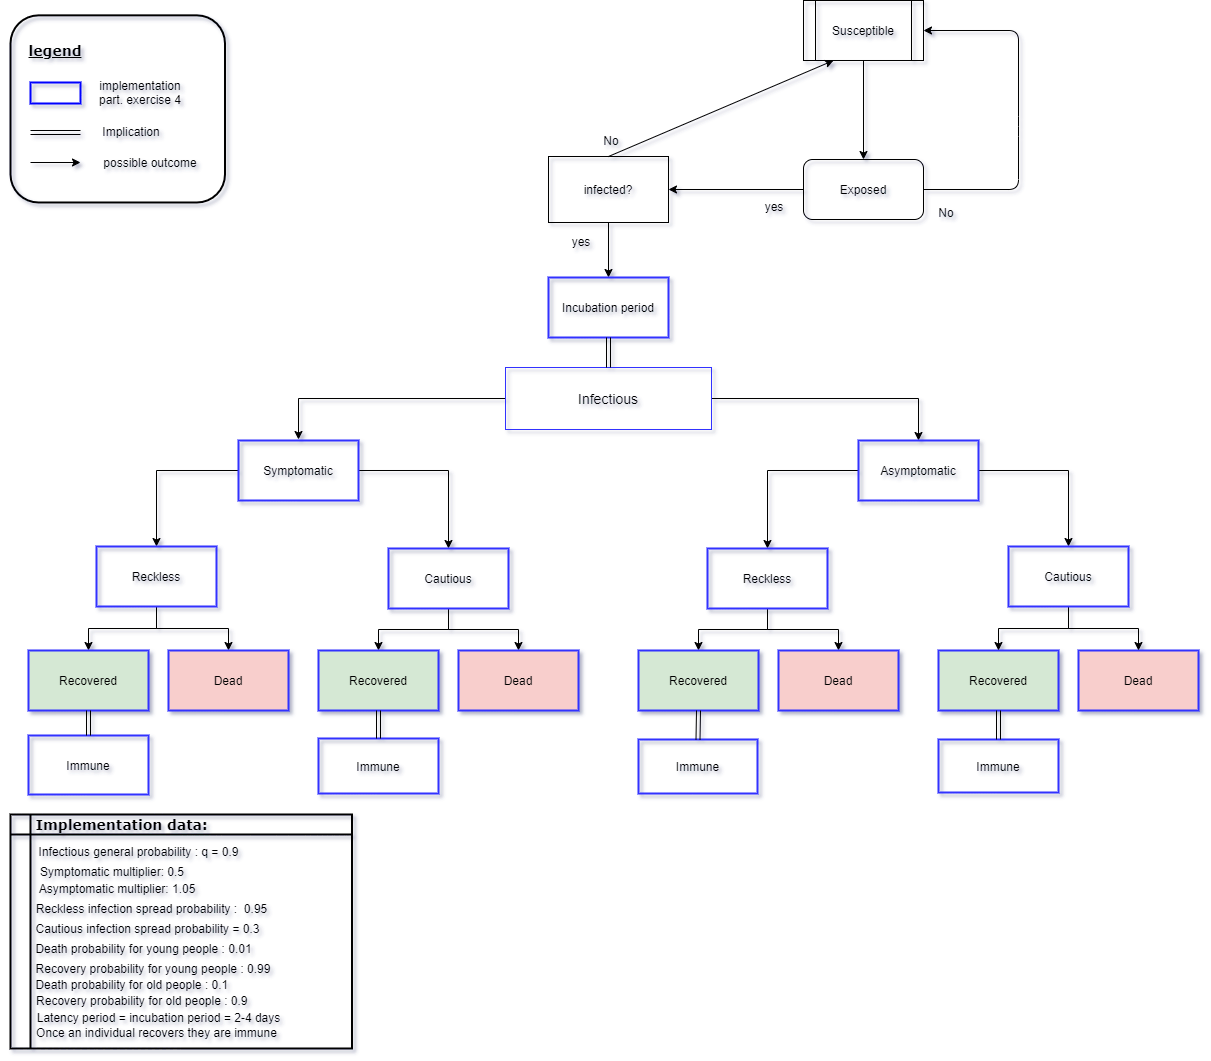 legend
implementation
part. exercise 4
Implication
possible outcome
Susceptible
No
infected?
Exposed
yes
No
yes
Incubation period
Infectious
Symptomatic
Asymptomatic
Reckless
Cautious
Reckless
Cautious
Recovered
Dead
Recovered
Dead
Recovered
Dead
Recovered
Dead
Immune
Immune
Immune
Immune
Implementation data:
Infectious general probability : q = 0.9
Symptomatic multiplier: 0.5
Asymptomatic multiplier: 1.05
Reckless infection spread probability :  0.95
Cautious infection spread probability = 0.3
Death probability for young people : 0.01
Recovery probability for young people : 0.99
Death probability for old people : 0.1
Recovery probability for old people : 0.9
Latency period = incubation period = 2-4 days
Once an individual recovers they are immune